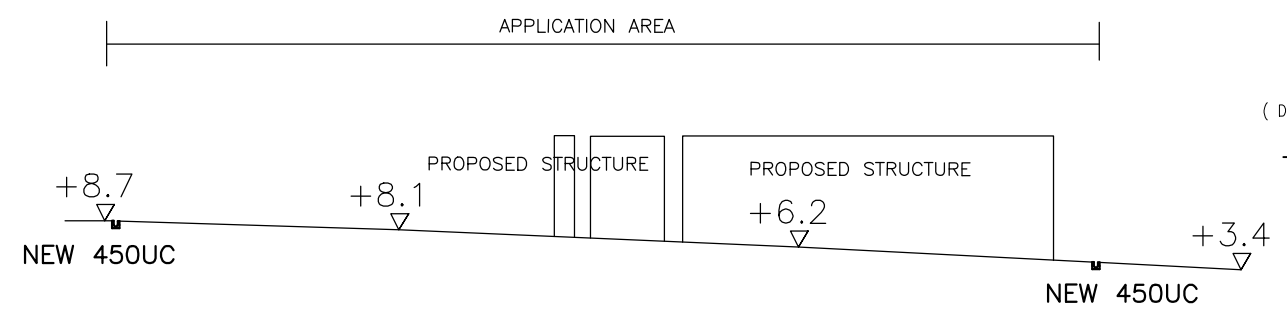 APPLICATION AREA
( D
PROPOSED STRUCTURE
PROPOSED STRUCTURE
+8.7
+8.1
+6.2
+3.4
NEW 450UC
NEW 450UC